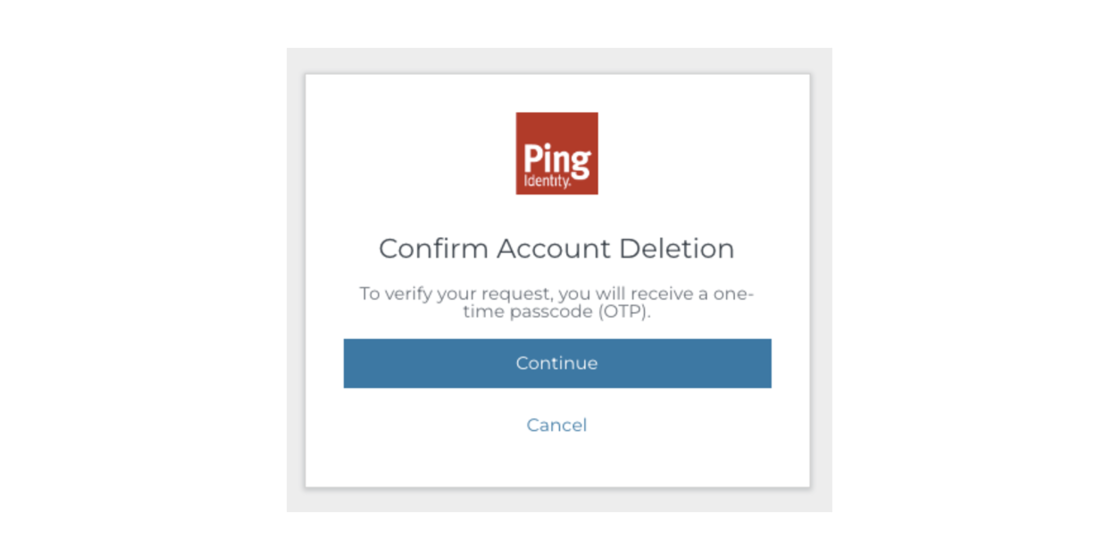 Ping
Identity.
Confirm Account Deletion
To verify your request, you will receive a one-
time passcode (OTP).
Continue
Cancel